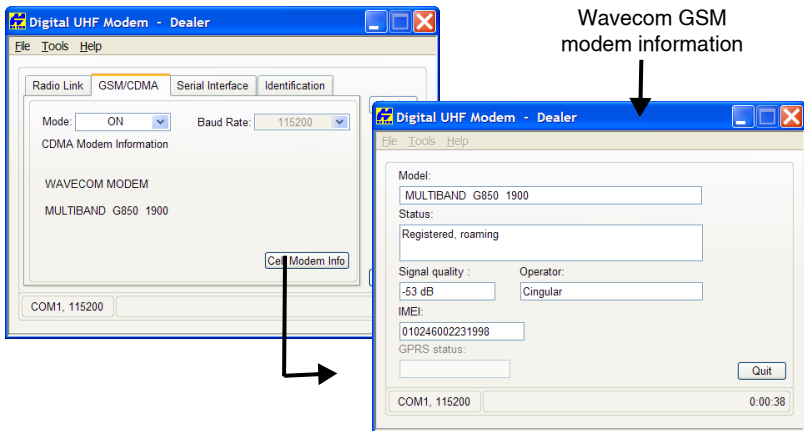 Wavecom GSM
modem information
Digital UHF Modem - Dealer
File Tools Help
Radio Link GSM/CDMA Serial Interface Identification
Mode: ON Baud Rate: 115200
CDMA Modem Information
WAVECOM MODEM
MULTIBAND G850 1900
Cell Modem Info
COM1, 115200
Digital UHF Modem - Dealer
File Tools Help
Model:
MULTIBAND G850 1900
Status:
Registered, roaming
Signal quality : Operator:
-53 dB Cingular
IMEI:
010246002231998
GPRS status:
Quit
COM1, 115200 0:00:38